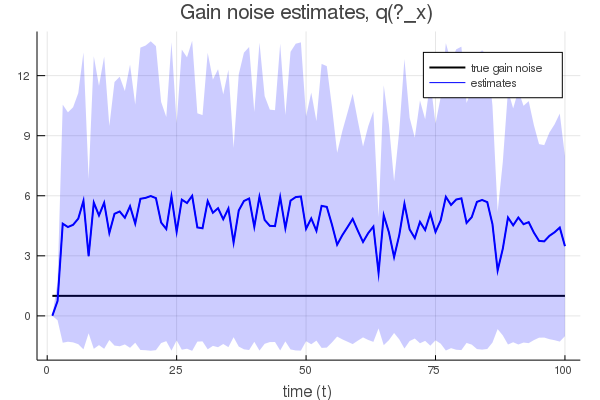 Gain noise estimates, q(?_x)
true gain noise
estimates
12
9
6
3
0
0 25 50 75 100
time (t)